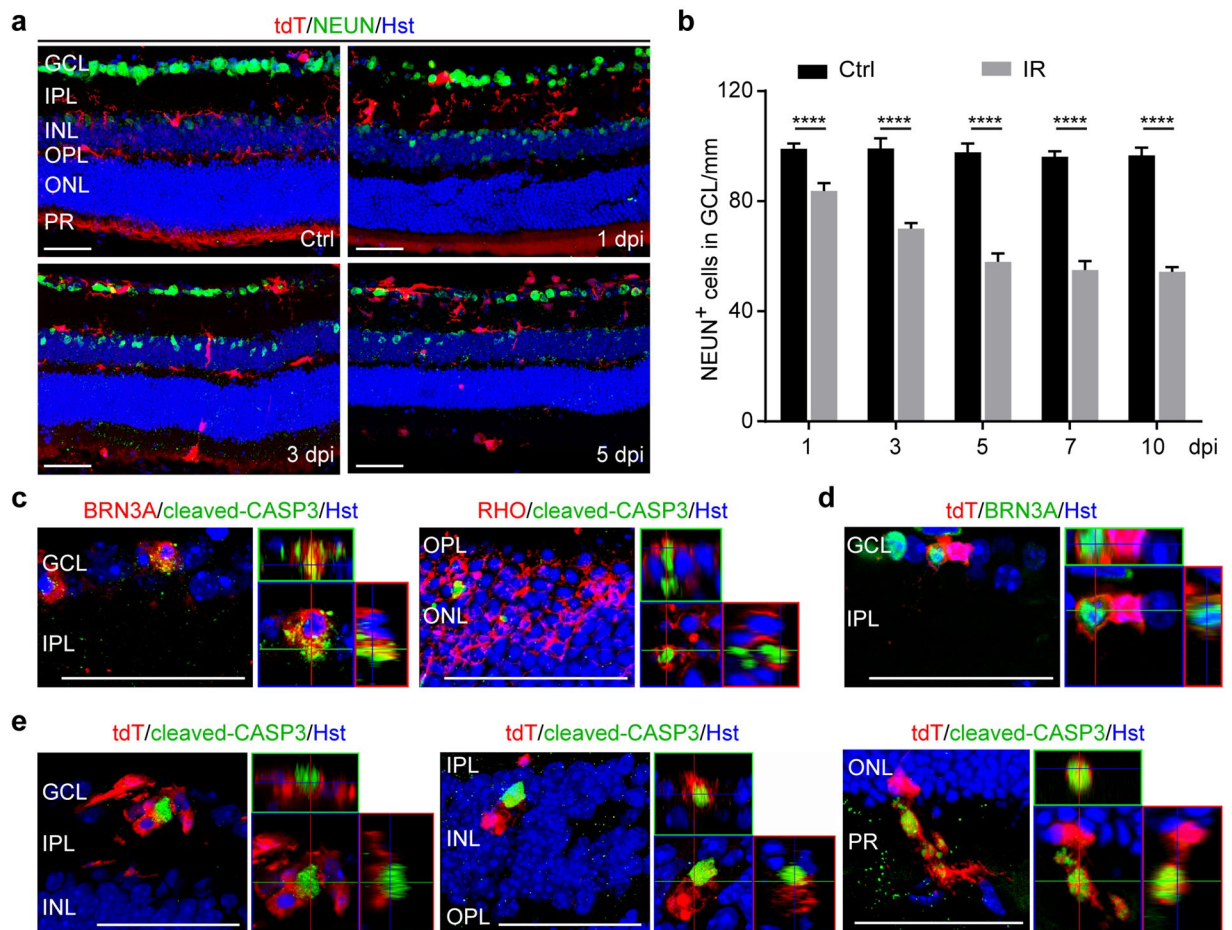 a
tdT/NEUN/Hst
GCL
IPL
INL
OPL
ONL
PR
Ctrl
1 dpi
3 dpi
5 dpi
b
Ctrl
IR
NEUN+ cells in GCL/mm
120
80
40
0
**** **** **** **** ****
1 3 5 7 10 dpi
c
BRN3A/cleaved-CASP3/Hst
GCL
IPL
RHO/cleaved-CASP3/Hst
OPL
ONL
d
tdT/BRN3A/Hst
GCL
IPL
e
tdT/cleaved-CASP3/Hst
GCL
IPL
INL
tdT/cleaved-CASP3/Hst
IPL
INL
OPL
tdT/cleaved-CASP3/Hst
ONL
PR